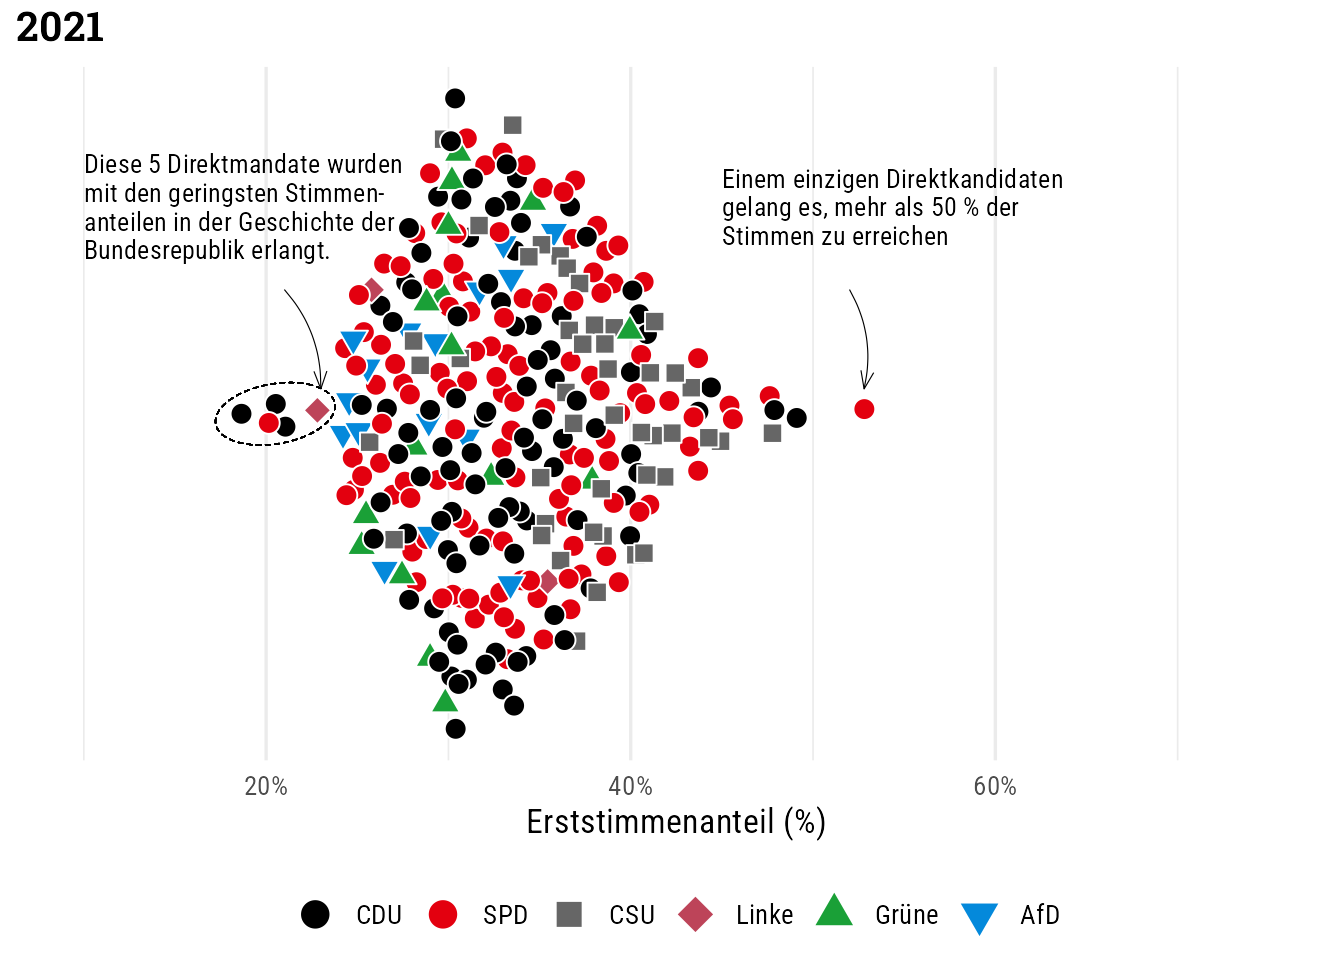 2021
Diese 5 Direktmandate wurden
mit den geringsten Stimmen-
anteilen in der Geschichte der
Bundesrepublik erlangt.
Einem einzigen Direktkandidaten
gelang es, mehr als 50 % der
Stimmen zu erreichen
20%
40%
60%
Erststimmenanteil (%)
CDU
SPD
CSU
Linke
Grüne
AfD